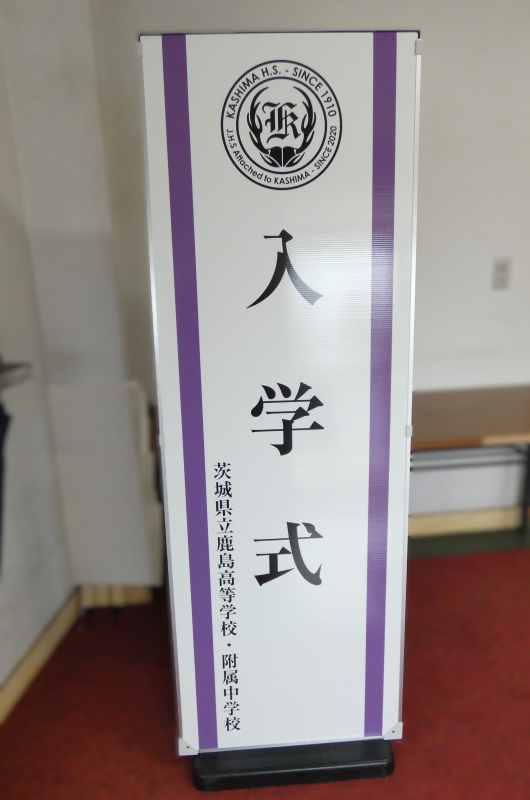 KASHIMA H.S. - SINCE 1910
K
J.H.S Attached to KASHIMA - SINCE 2020
入学式
茨城県立鹿島高等学校・附属中学校